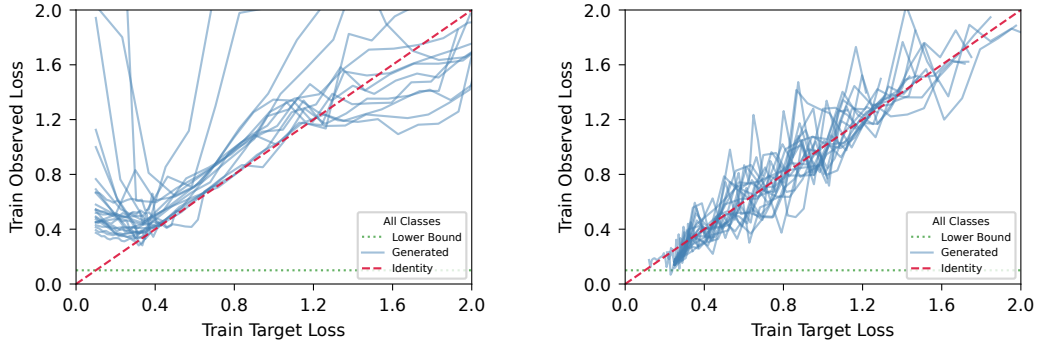 2.0
1.6
1.2
0.8
0.4
0.0
Train Observed Loss
0.0 0.4 0.8 1.2 1.6 2.0
Train Target Loss
All Classes
Lower Bound
Generated
Identity
2.0
1.6
1.2
0.8
0.4
0.0
Train Observed Loss
0.0 0.4 0.8 1.2 1.6 2.0
Train Target Loss
All Classes
Lower Bound
Generated
Identity